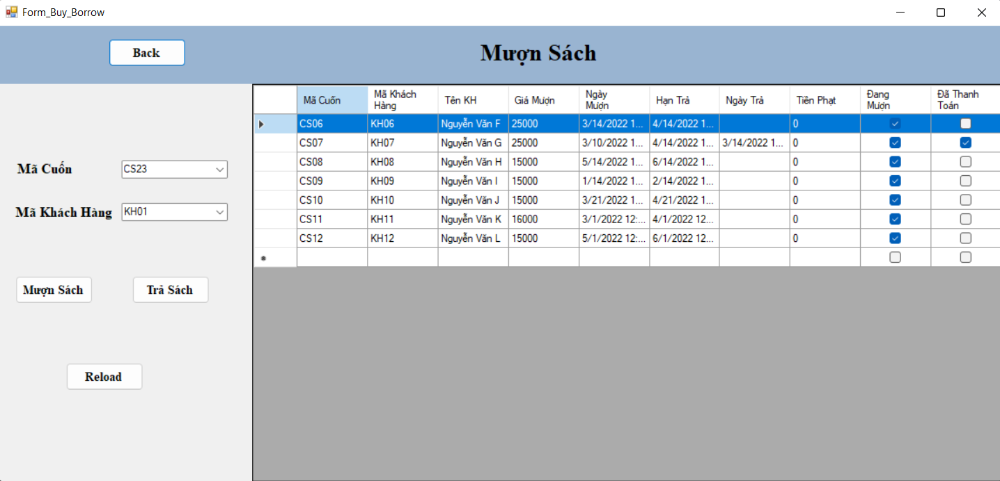 Form_Buy_Borrow
Back
Mượn Sách
Mã Cuốn
CS23
Mã Khách Hàng
KH01
Mượn Sách
Trả Sách
Reload
Mã Cuốn
Mã Khách
Hàng
Tên KH
Giá Mượn
Ngày
Mượn
Hạn Trả
Ngày Trả
Tiền Phạt
Đang
Mượn
Đã Thanh
Toán
CS06 KH06 Nguyễn Văn F 25000 3/14/2022 1... 4/14/2022 1... 0
CS07 KH07 Nguyễn Văn G 25000 3/10/2022 1... 4/14/2022 1... 3/14/2022 1... 0
CS08 KH08 Nguyễn Văn H 15000 5/14/2022 1... 6/14/2022 1... 0
CS09 KH09 Nguyễn Văn I 15000 1/14/2022 1... 2/14/2022 1... 0
CS10 KH10 Nguyễn Văn J 15000 3/21/2022 1... 4/21/2022 1... 0
CS11 KH11 Nguyễn Văn K 16000 3/1/2022 12:... 4/1/2022 12... 0
CS12 KH12 Nguyễn Văn L 15000 5/1/2022 12:... 6/1/2022 12... 0